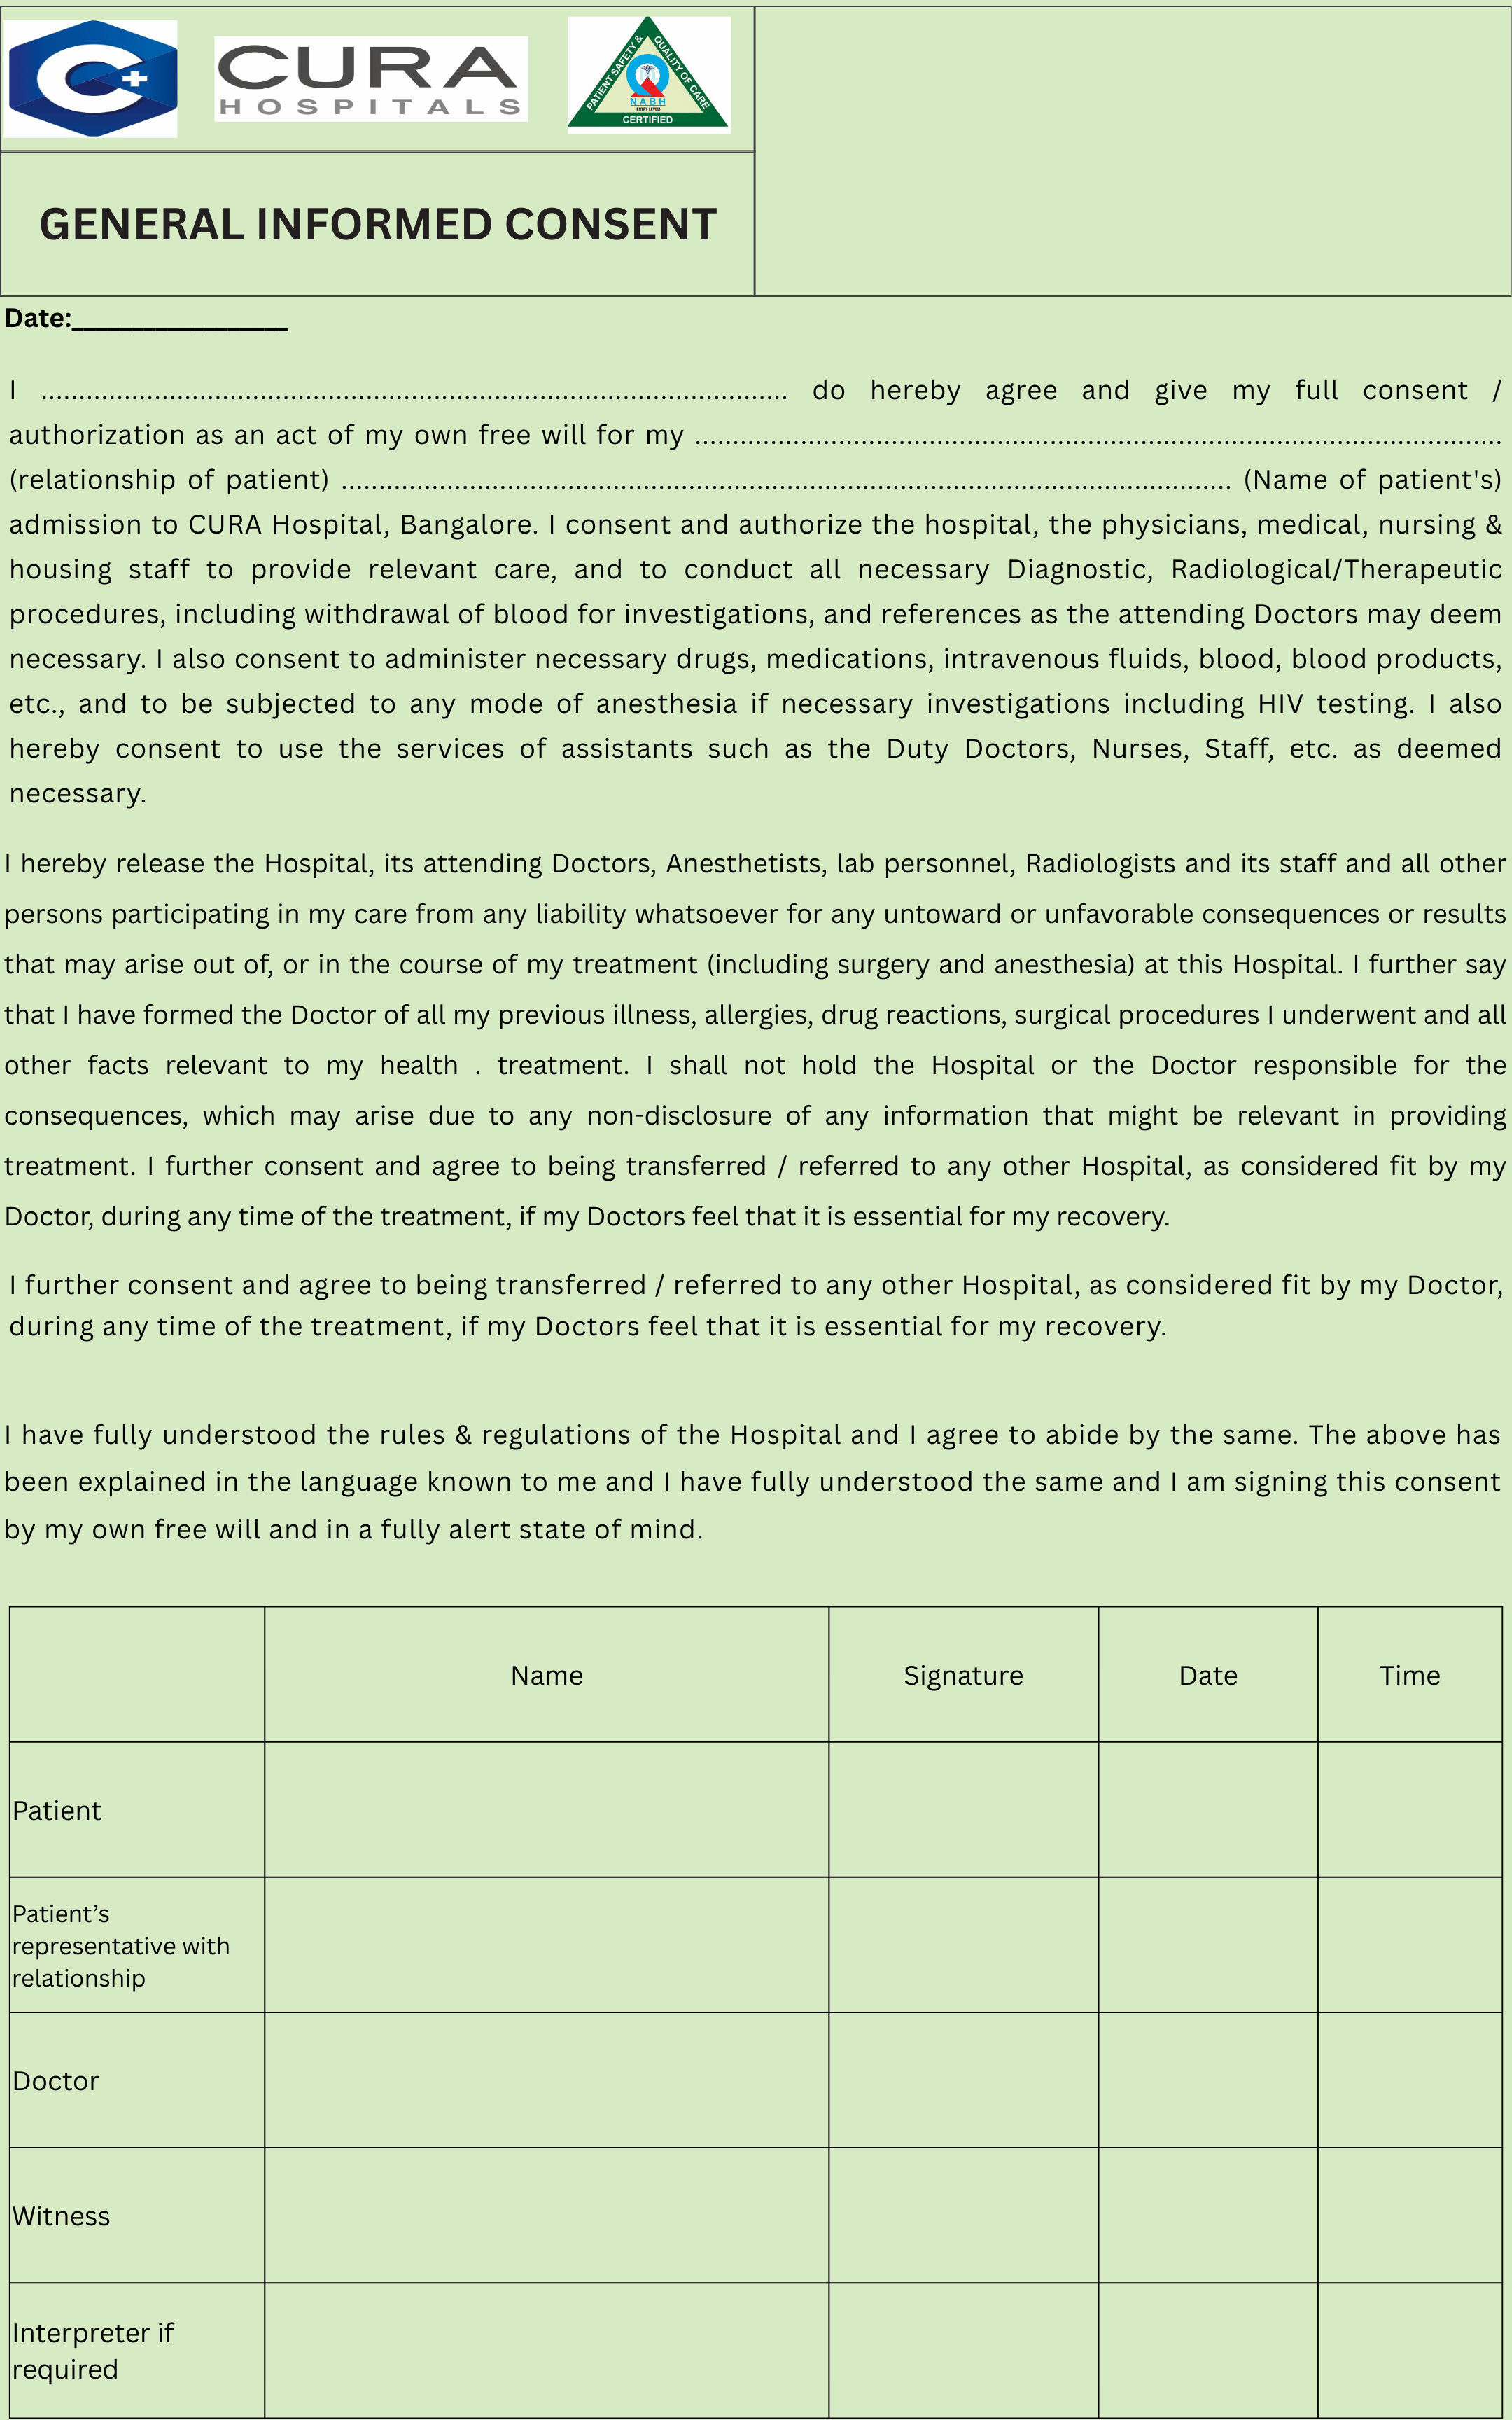 C+
CURA
HOSPITALS
PATIENT SAFETY &
QUALITY OF CARE
NABH
(ENTRY LEVEL)
CERTIFIED
GENERAL INFORMED CONSENT
Date:__________________
I ................................................................................................... do hereby agree and give my full consent /
authorization as an act of my own free will for my ...........................................................................................................
(relationship of patient) ...................................................................................................................... (Name of patient's)
admission to CURA Hospital, Bangalore. I consent and authorize the hospital, the physicians, medical, nursing &
housing staff to provide relevant care, and to conduct all necessary Diagnostic, Radiological/Therapeutic
procedures, including withdrawal of blood for investigations, and references as the attending Doctors may deem
necessary. I also consent to administer necessary drugs, medications, intravenous fluids, blood, blood products,
etc., and to be subjected to any mode of anesthesia if necessary investigations including HIV testing. I also
hereby consent to use the services of assistants such as the Duty Doctors, Nurses, Staff, etc. as deemed
necessary.
I hereby release the Hospital, its attending Doctors, Anesthetists, lab personnel, Radiologists and its staff and all other
persons participating in my care from any liability whatsoever for any untoward or unfavorable consequences or results
that may arise out of, or in the course of my treatment (including surgery and anesthesia) at this Hospital. I further say
that I have formed the Doctor of all my previous illness, allergies, drug reactions, surgical procedures I underwent and all
other facts relevant to my health . treatment. I shall not hold the Hospital or the Doctor responsible for the
consequences, which may arise due to any non-disclosure of any information that might be relevant in providing
treatment. I further consent and agree to being transferred / referred to any other Hospital, as considered fit by my
Doctor, during any time of the treatment, if my Doctors feel that it is essential for my recovery.
I further consent and agree to being transferred / referred to any other Hospital, as considered fit by my Doctor,
during any time of the treatment, if my Doctors feel that it is essential for my recovery.
I have fully understood the rules & regulations of the Hospital and I agree to abide by the same. The above has
been explained in the language known to me and I have fully understood the same and I am signing this consent
by my own free will and in a fully alert state of mind.
Name Signature Date Time
Patient
Patient’s
representative with
relationship
Doctor
Witness
Interpreter if
required